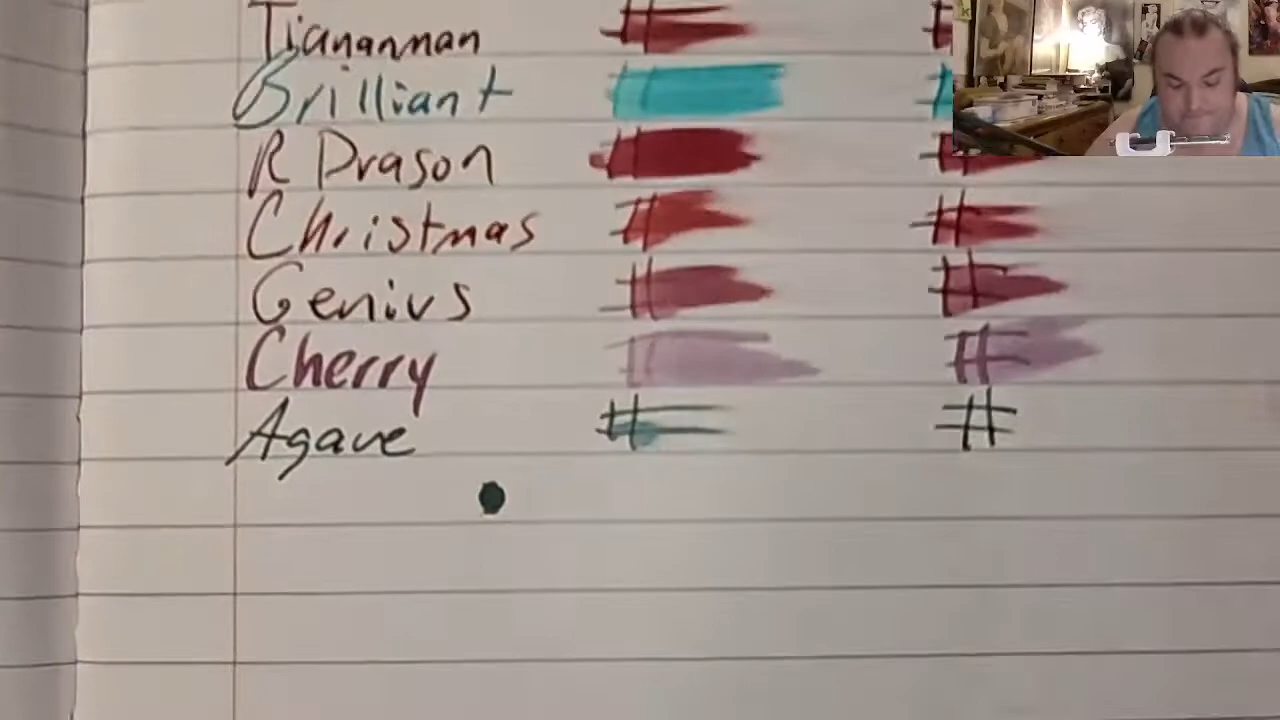 Tiananman
Brilliant
R Drason
Christmas
Genius
Cherry
Agave